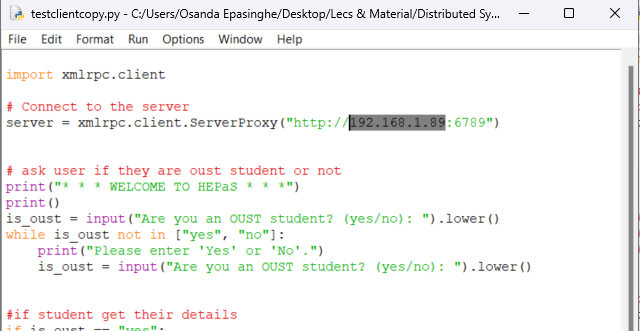 testclientcopy.py - C:/Users/Osanda Epasinghe/Desktop/Lecs & Material/Distributed Sy...
File Edit Format Run Options Window Help
import xmlrpc.client
# Connect to the server
server = xmlrpc.client.ServerProxy("http://192.168.1.89:6789")
# ask user if they are oust student or not
print("* * * WELCOME TO HEPaS * * *")
print()
is_oust = input("Are you an OUST student? (yes/no): ").lower()
while is_oust not in ["yes", "no"]:
    print("Please enter 'Yes' or 'No'.")
    is_oust = input("Are you an OUST student? (yes/no): ").lower()
#if student get their details
if is_oust == "yes":